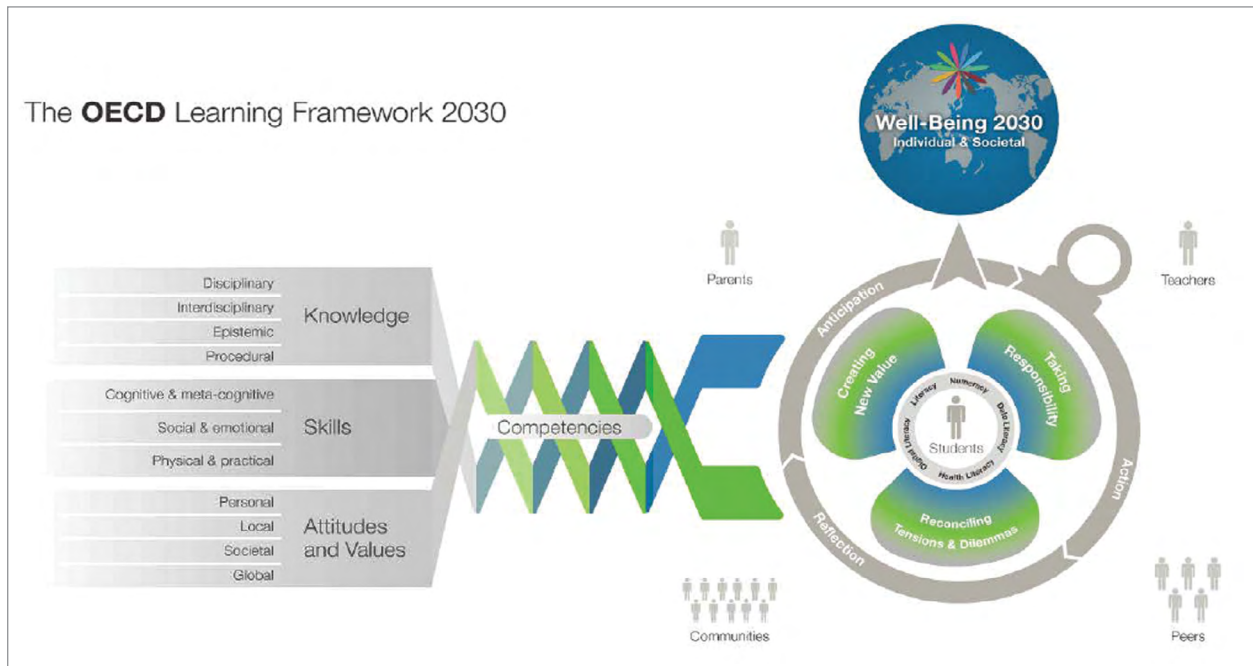 The OECD Learning Framework 2030
Well-Being 2030
Individual & Societal
Disciplinary
Interdisciplinary
Epistemic
Procedural
Knowledge
Cognitive & meta-cognitive
Social & emotional
Physical & practical
Skills
Personal
Local
Societal
Global
Attitudes
and Values
Competencies
Parents
Teachers
Anticipation
Action
Reflection
Creating
New Value
Taking
Responsibility
Reconciling
Tensions & Dilemmas
Literacy
Numeracy
Data Literacy
Health Literacy
Digital Literacy
Students
Communities
Peers